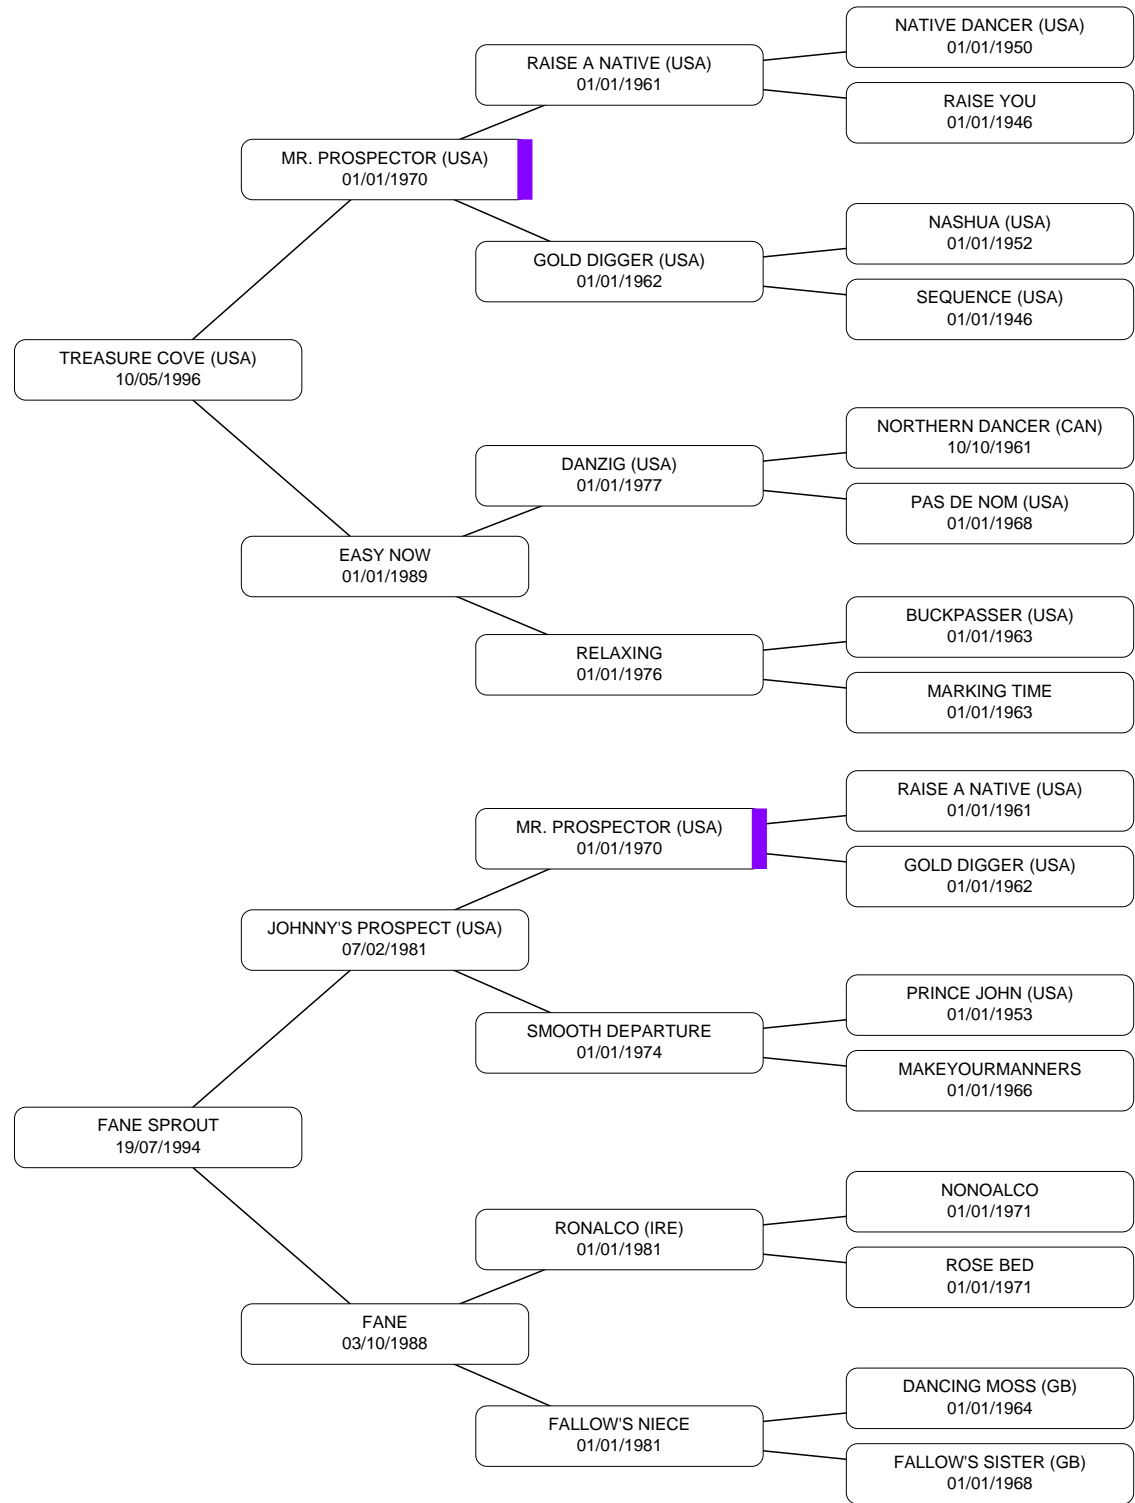 NATIVE DANCER (USA)
01/01/1950
RAISE A NATIVE (USA)
01/01/1961
RAISE YOU
01/01/1946
MR. PROSPECTOR (USA)
01/01/1970
NASHUA (USA)
01/01/1952
GOLD DIGGER (USA)
01/01/1962
SEQUENCE (USA)
01/01/1946
TREASURE COVE (USA)
10/05/1996
NORTHERN DANCER (CAN)
10/10/1961
DANZIG (USA)
01/01/1977
PAS DE NOM (USA)
01/01/1968
EASY NOW
01/01/1989
BUCKPASSER (USA)
01/01/1963
RELAXING
01/01/1976
MARKING TIME
01/01/1963
RAISE A NATIVE (USA)
01/01/1961
MR. PROSPECTOR (USA)
01/01/1970
GOLD DIGGER (USA)
01/01/1962
JOHNNY'S PROSPECT (USA)
07/02/1981
PRINCE JOHN (USA)
01/01/1953
SMOOTH DEPARTURE
01/01/1974
MAKEYOURMANNERS
01/01/1966
FANE SPROUT
19/07/1994
NONOALCO
01/01/1971
RONALCO (IRE)
01/01/1981
ROSE BED
01/01/1971
FANE
03/10/1988
DANCING MOSS (GB)
01/01/1964
FALLOW'S NIECE
01/01/1981
FALLOW'S SISTER (GB)
01/01/1968